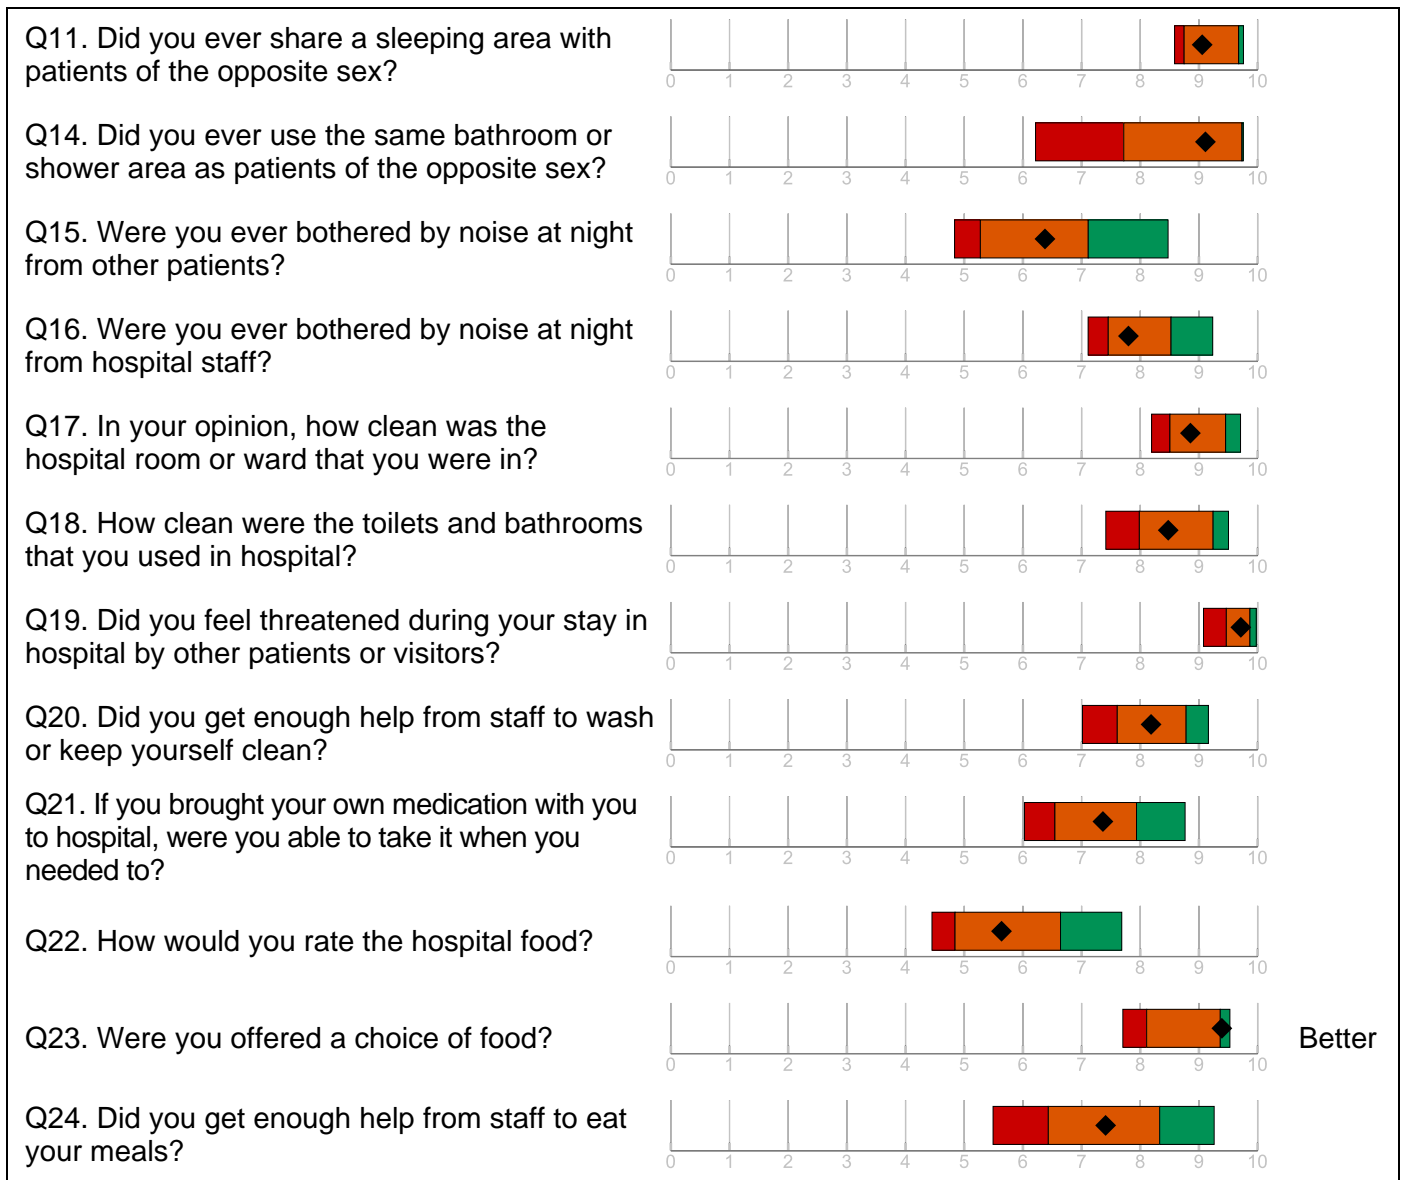 Q11. Did you ever share a sleeping area with
patients of the opposite sex?
0 1 2 3 4 5 6 7 8 9 10
Q14. Did you ever use the same bathroom or
shower area as patients of the opposite sex?
0 1 2 3 4 5 6 7 8 9 10
Q15. Were you ever bothered by noise at night
from other patients?
0 1 2 3 4 5 6 7 8 9 10
Q16. Were you ever bothered by noise at night
from hospital staff?
0 1 2 3 4 5 6 7 8 9 10
Q17. In your opinion, how clean was the
hospital room or ward that you were in?
0 1 2 3 4 5 6 7 8 9 10
Q18. How clean were the toilets and bathrooms
that you used in hospital?
0 1 2 3 4 5 6 7 8 9 10
Q19. Did you feel threatened during your stay in
hospital by other patients or visitors?
0 1 2 3 4 5 6 7 8 9 10
Q20. Did you get enough help from staff to wash
or keep yourself clean?
0 1 2 3 4 5 6 7 8 9 10
Q21. If you brought your own medication with you
to hospital, were you able to take it when you
needed to?
0 1 2 3 4 5 6 7 8 9 10
Q22. How would you rate the hospital food?
0 1 2 3 4 5 6 7 8 9 10
Q23. Were you offered a choice of food?
Better
0 1 2 3 4 5 6 7 8 9 10
Q24. Did you get enough help from staff to eat
your meals?
0 1 2 3 4 5 6 7 8 9 10